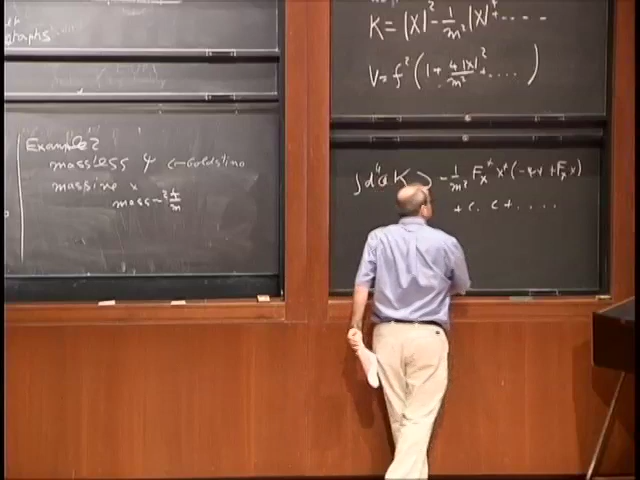 graphs
Example 2
massless ψ ← Goldstino
massive x
mass ~ 2f/m
K = |X|² - 1/m² |X|⁴ + ....
V = f² (1 + 4|X|²/m² + ....)
∫d⁴θ K ⊃ - 1/m² F_x^* x^* (-ψψ + F_x x)
+ c. c + ....